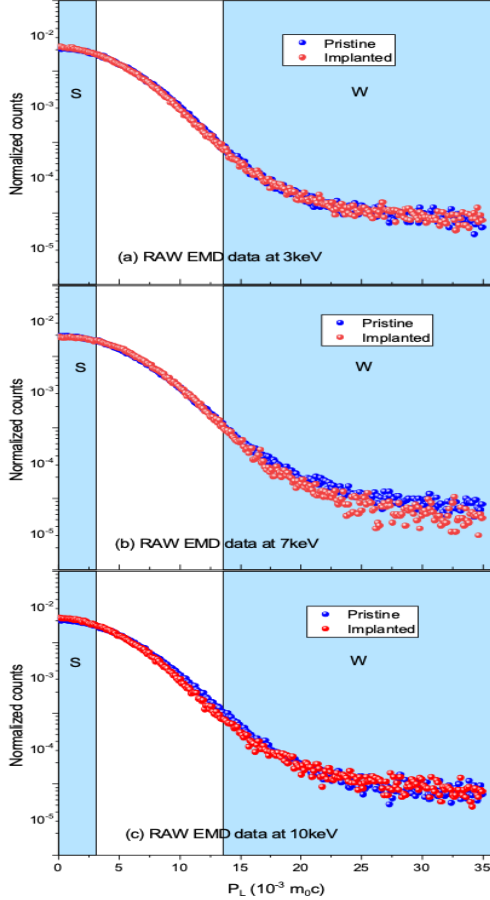 10⁻²
Pristine
Implanted
S
W
10⁻³
Normalized counts
10⁻⁴
10⁻⁵
(a) RAW EMD data at 3keV
10⁻²
Pristine
Implanted
S
W
10⁻³
Normalized counts
10⁻⁴
10⁻⁵
(b) RAW EMD data at 7keV
10⁻²
Pristine
Implanted
S
W
10⁻³
Normalized counts
10⁻⁴
10⁻⁵
(c) RAW EMD data at 10keV
0 5 10 15 20 25 30 35
P_L (10⁻³ m₀c)